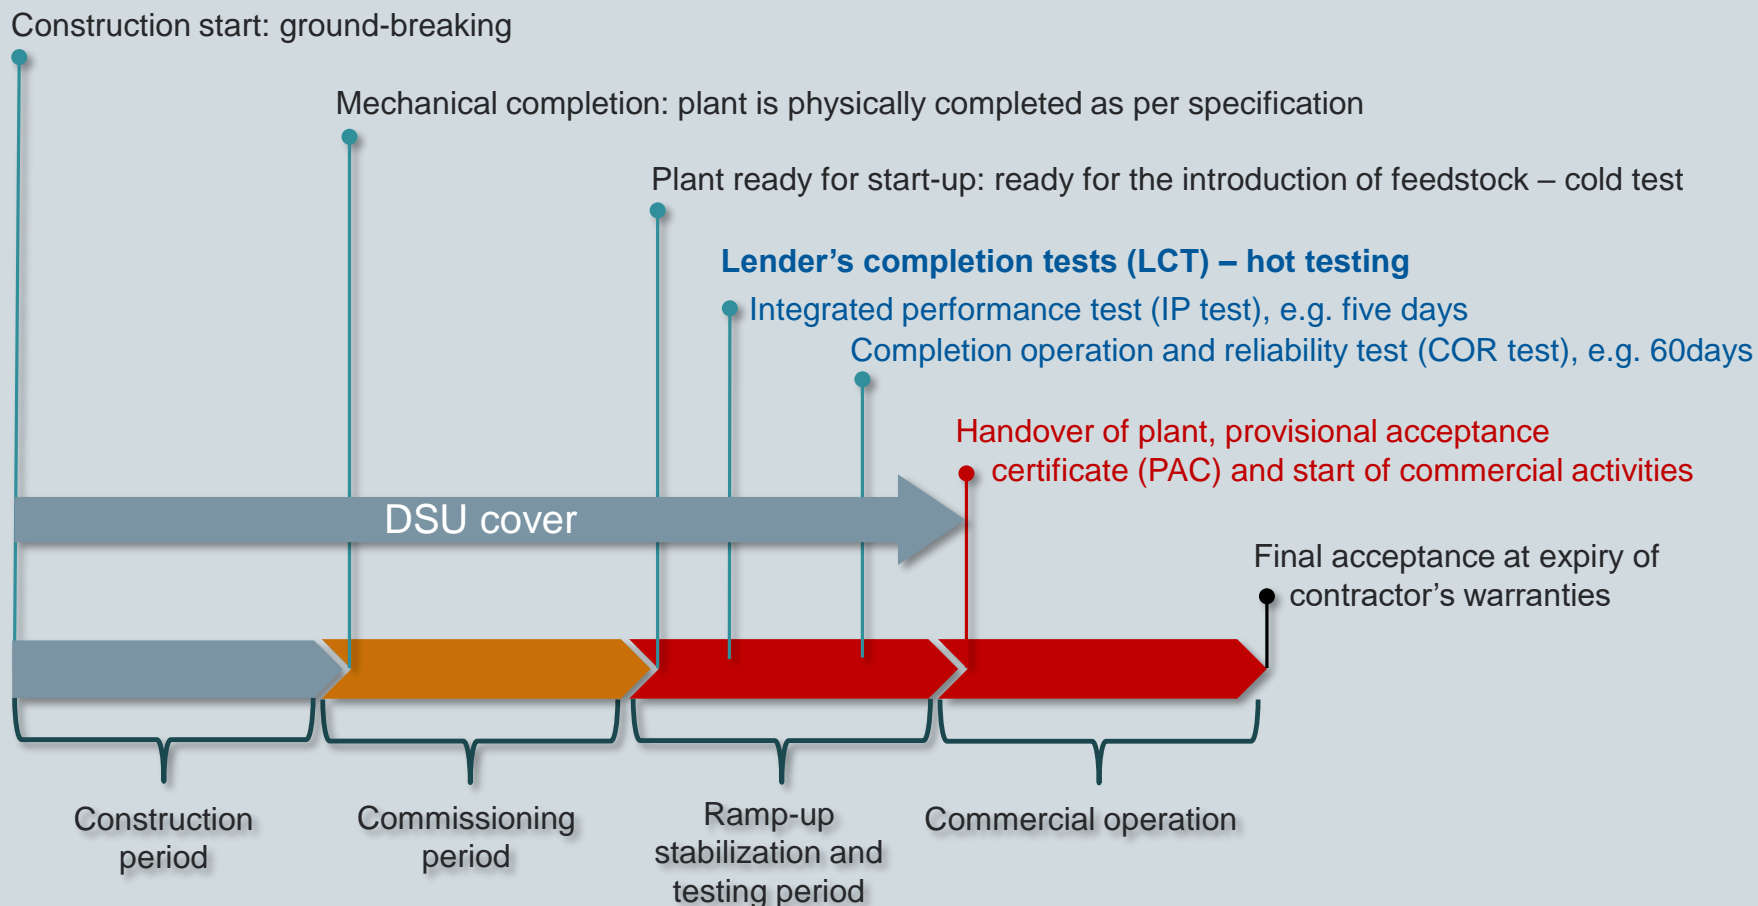 Construction start: ground-breaking
Mechanical completion: plant is physically completed as per specification
Plant ready for start-up: ready for the introduction of feedstock – cold test
Lender’s completion tests (LCT) – hot testing
Integrated performance test (IP test), e.g. five days
Completion operation and reliability test (COR test), e.g. 60days
Handover of plant, provisional acceptance
certificate (PAC) and start of commercial activities
DSU cover
Final acceptance at expiry of
contractor’s warranties
Construction
period
Commissioning
period
Ramp-up
stabilization and
testing period
Commercial operation